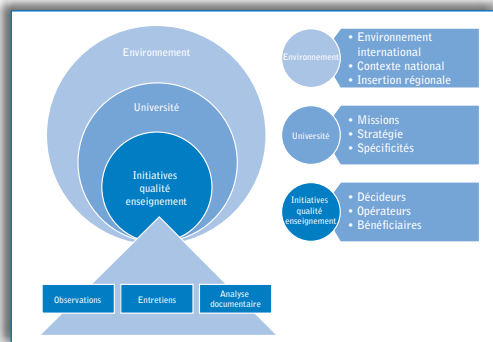 Environnement
Université
Initiatives
qualité
enseignement
Observations
Entretiens
Analyse
documentaire
Environnement
• Environnement
international
• Contexte national
• Insertion régionale
Université
• Missions
• Stratégie
• Spécificités
Initiatives
qualité
enseignement
• Décideurs
• Opérateurs
• Bénéficiaires